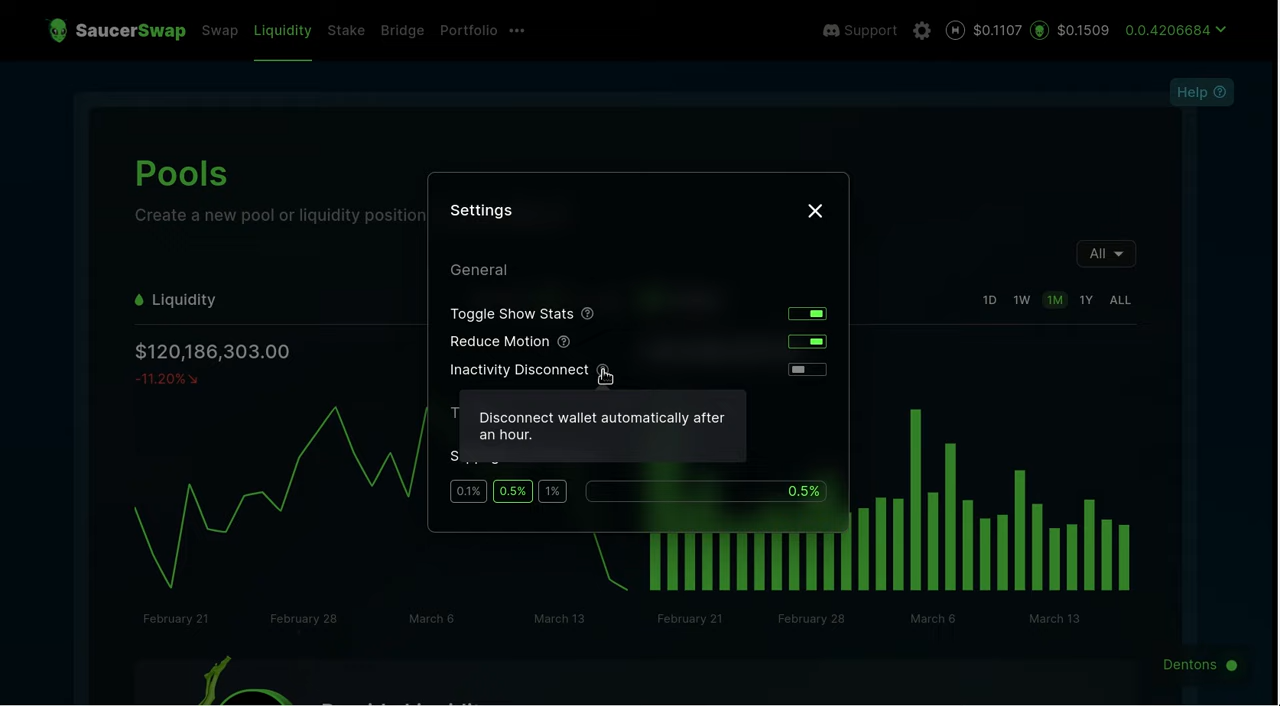 SaucerSwap
Swap
Liquidity
Stake
Bridge
Portfolio
Support
$0.1107
$0.1509
0.0.4206684
Help
Pools
Create a new pool or liquidity position
All
Liquidity
1D 1W 1M 1Y ALL
$120,186,303.00
-11.20%
Settings
General
Toggle Show Stats
Reduce Motion
Inactivity Disconnect
Disconnect wallet automatically after
an hour.
0.1%
0.5%
1%
0.5%
February 21
February 28
March 6
March 13
February 21
February 28
March 6
March 13
Dentons